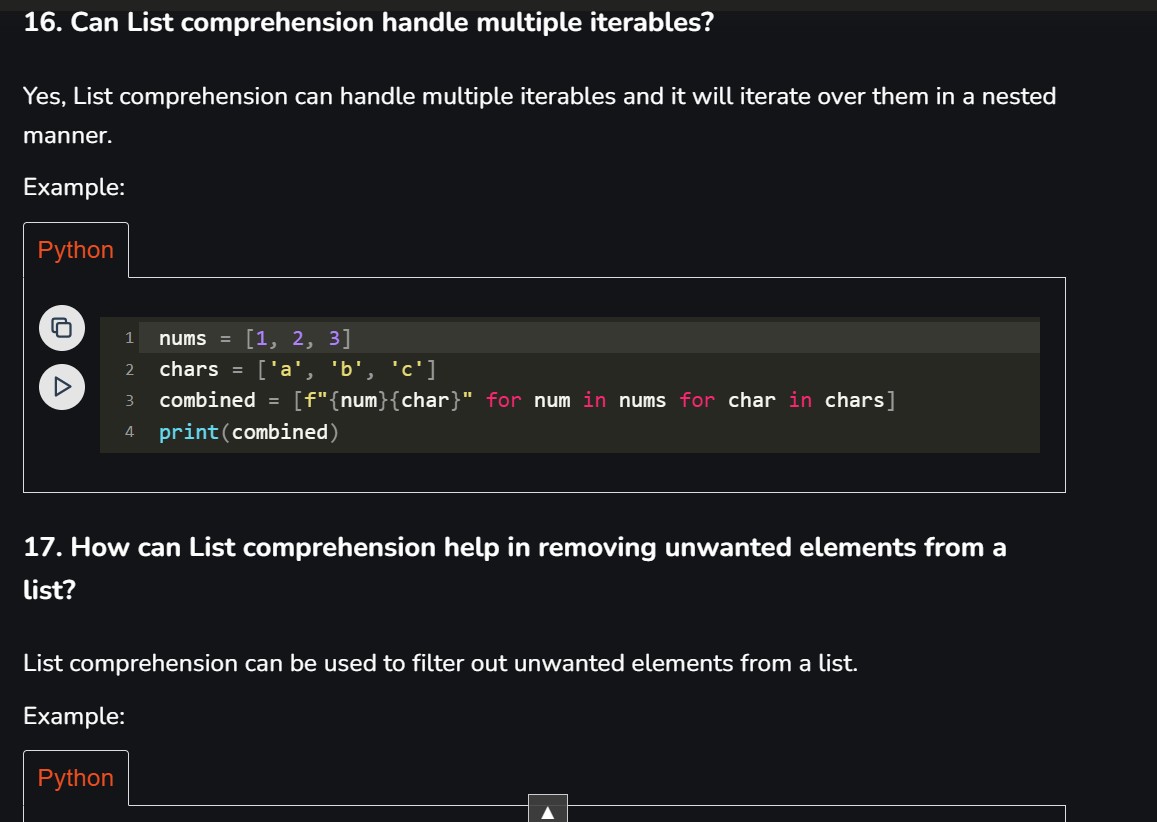 16. Can List comprehension handle multiple iterables?
Yes, List comprehension can handle multiple iterables and it will iterate over them in a nested
manner.
Example:
Python
1 nums = [1, 2, 3]
2 chars = ['a', 'b', 'c']
3 combined = [f"{num}{char}" for num in nums for char in chars]
4 print(combined)
17. How can List comprehension help in removing unwanted elements from a
list?
List comprehension can be used to filter out unwanted elements from a list.
Example:
Python